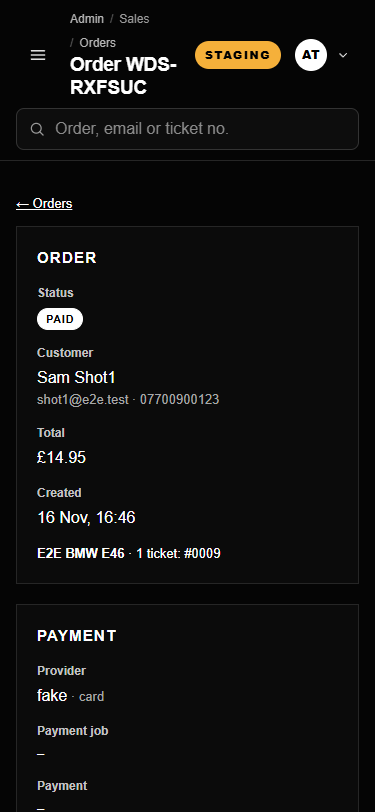 Admin / Sales
/ Orders
Order WDS-
RXFSUC
STAGING
AT
Order, email or ticket no.
← Orders
ORDER
Status
PAID
Customer
Sam Shot1
shot1@e2e.test · 07700900123
Total
£14.95
Created
16 Nov, 16:46
E2E BMW E46 · 1 ticket: #0009
PAYMENT
Provider
fake · card
Payment job
–
Payment
–